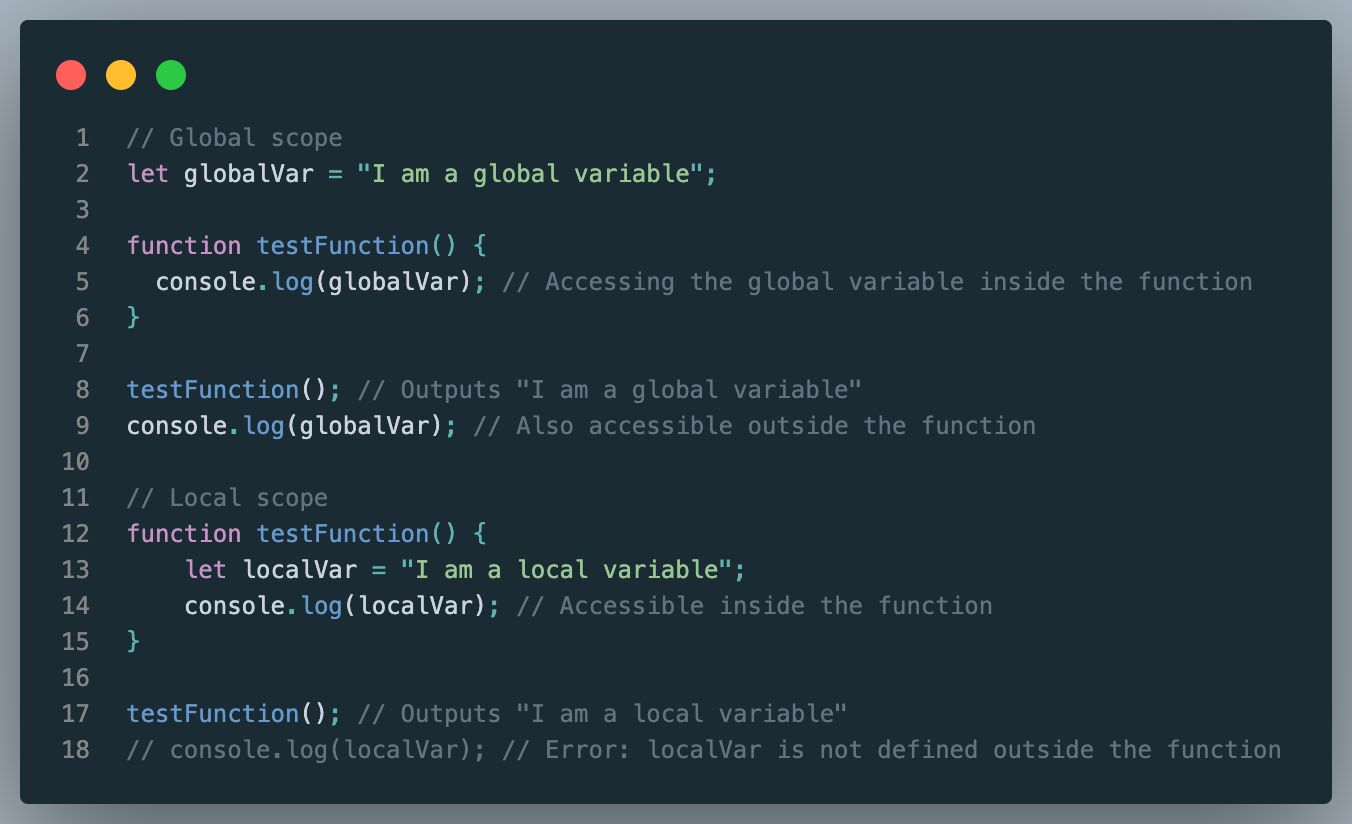 1 // Global scope
2 let globalVar = "I am a global variable";
3
4 function testFunction() {
5   console.log(globalVar); // Accessing the global variable inside the function
6 }
7
8 testFunction(); // Outputs "I am a global variable"
9 console.log(globalVar); // Also accessible outside the function
10
11 // Local scope
12 function testFunction() {
13     let localVar = "I am a local variable";
14     console.log(localVar); // Accessible inside the function
15 }
16
17 testFunction(); // Outputs "I am a local variable"
18 // console.log(localVar); // Error: localVar is not defined outside the function